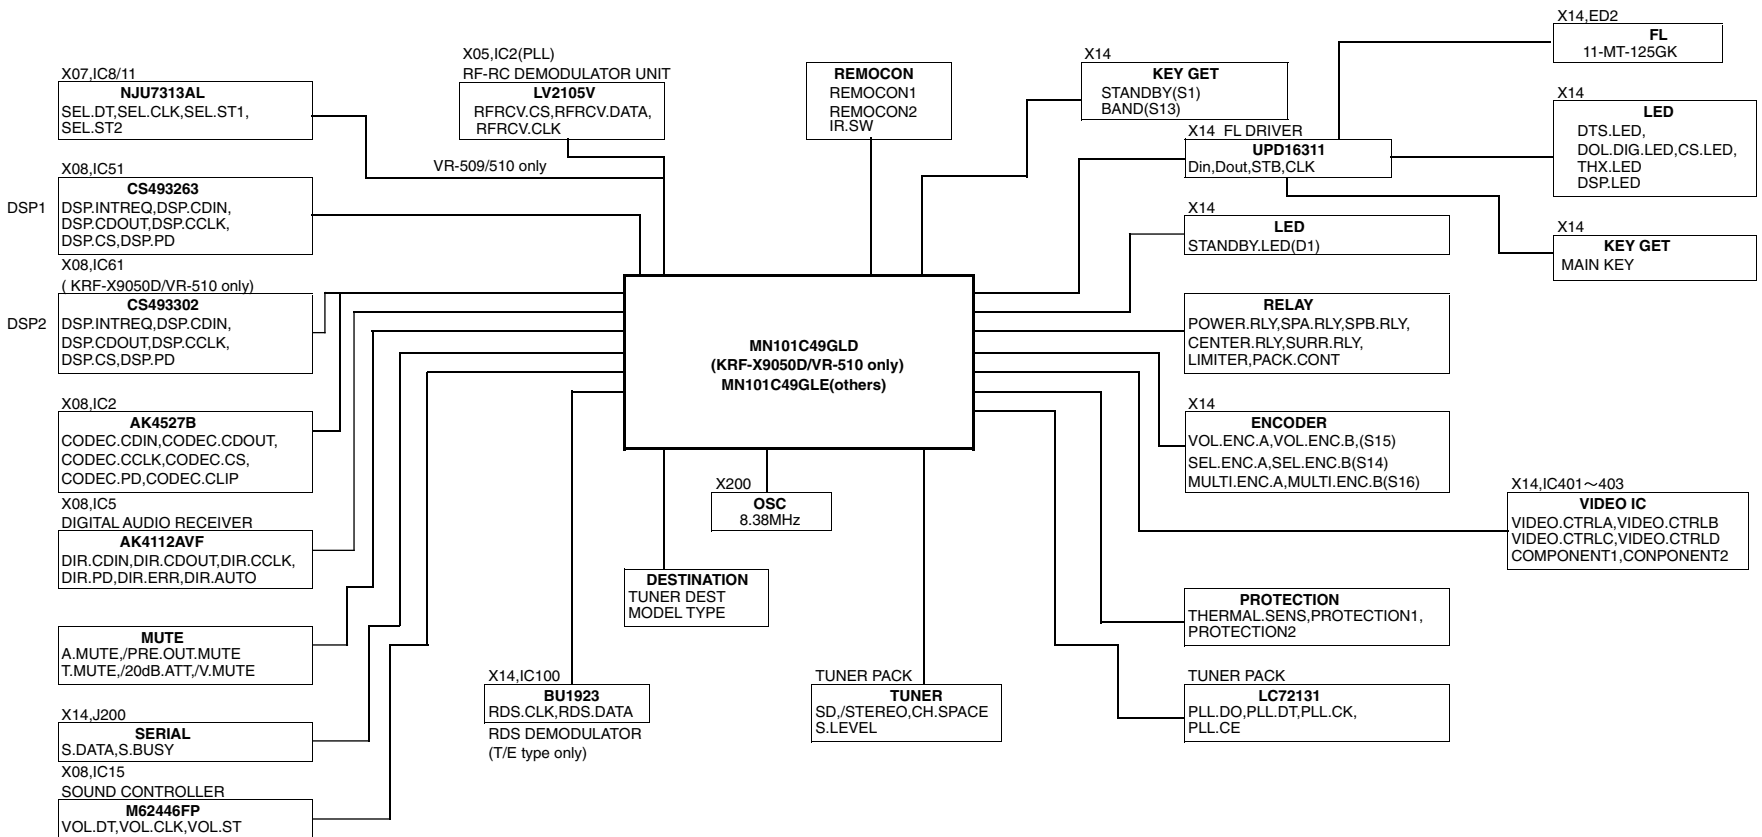 X07,IC8/11
NJU7313AL
SEL.DT,SEL.CLK,SEL.ST1,
SEL.ST2
X08,IC51
DSP1
CS493263
DSP.INTREQ,DSP.CDIN,
DSP.CDOUT,DSP.CCLK,
DSP.CS,DSP.PD
X08,IC61
( KRF-X9050D/VR-510 only)
DSP2
CS493302
DSP.INTREQ,DSP.CDIN,
DSP.CDOUT,DSP.CCLK,
DSP.CS,DSP.PD
X08,IC2
AK4527B
CODEC.CDIN,CODEC.CDOUT,
CODEC.CCLK,CODEC.CS,
CODEC.PD,CODEC.CLIP
X08,IC5
DIGITAL AUDIO RECEIVER
AK4112AVF
DIR.CDIN,DIR.CDOUT,DIR.CCLK,
DIR.PD,DIR.ERR,DIR.AUTO
MUTE
A.MUTE,/PRE.OUT.MUTE
T.MUTE,/20dB.ATT,/V.MUTE
X14,J200
SERIAL
S.DATA,S.BUSY
X08,IC15
SOUND CONTROLLER
M62446FP
VOL.DT,VOL.CLK,VOL.ST
X05,IC2(PLL)
RF-RC DEMODULATOR UNIT
LV2105V
RFRCV.CS,RFRCV.DATA,
RFRCV.CLK
VR-509/510 only
REMOCON
REMOCON1
REMOCON2
IR.SW
MN101C49GLD
(KRF-X9050D/VR-510 only)
MN101C49GLE(others)
X200
OSC
8.38MHz
DESTINATION
TUNER DEST
MODEL TYPE
X14,IC100
BU1923
RDS.CLK,RDS.DATA
RDS DEMODULATOR
(T/E type only)
TUNER PACK
TUNER
SD,/STEREO,CH.SPACE
S.LEVEL
X14
KEY GET
STANDBY(S1)
BAND(S13)
X14 FL DRIVER
UPD16311
Din,Dout,STB,CLK
X14
LED
STANDBY.LED(D1)
RELAY
POWER.RLY,SPA.RLY,SPB.RLY,
CENTER.RLY,SURR.RLY,
LIMITER,PACK.CONT
X14
ENCODER
VOL.ENC.A,VOL.ENC.B,(S15)
SEL.ENC.A,SEL.ENC.B(S14)
MULTI.ENC.A,MULTI.ENC.B(S16)
PROTECTION
THERMAL.SENS,PROTECTION1,
PROTECTION2
TUNER PACK
LC72131
PLL.DO,PLL.DT,PLL.CK,
PLL.CE
X14,ED2
FL
11-MT-125GK
X14
LED
DTS.LED,
DOL.DIG.LED,CS.LED,
THX.LED
DSP.LED
X14
KEY GET
MAIN KEY
X14,IC401～403
VIDEO IC
VIDEO.CTRLA,VIDEO.CTRLB
VIDEO.CTRLC,VIDEO.CTRLD
COMPONENT1,CONPONENT2